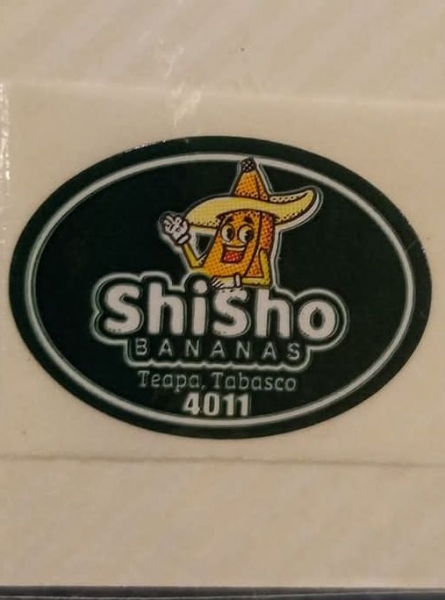 ShiSho
BANANAS
Teapa, Tabasco
4011